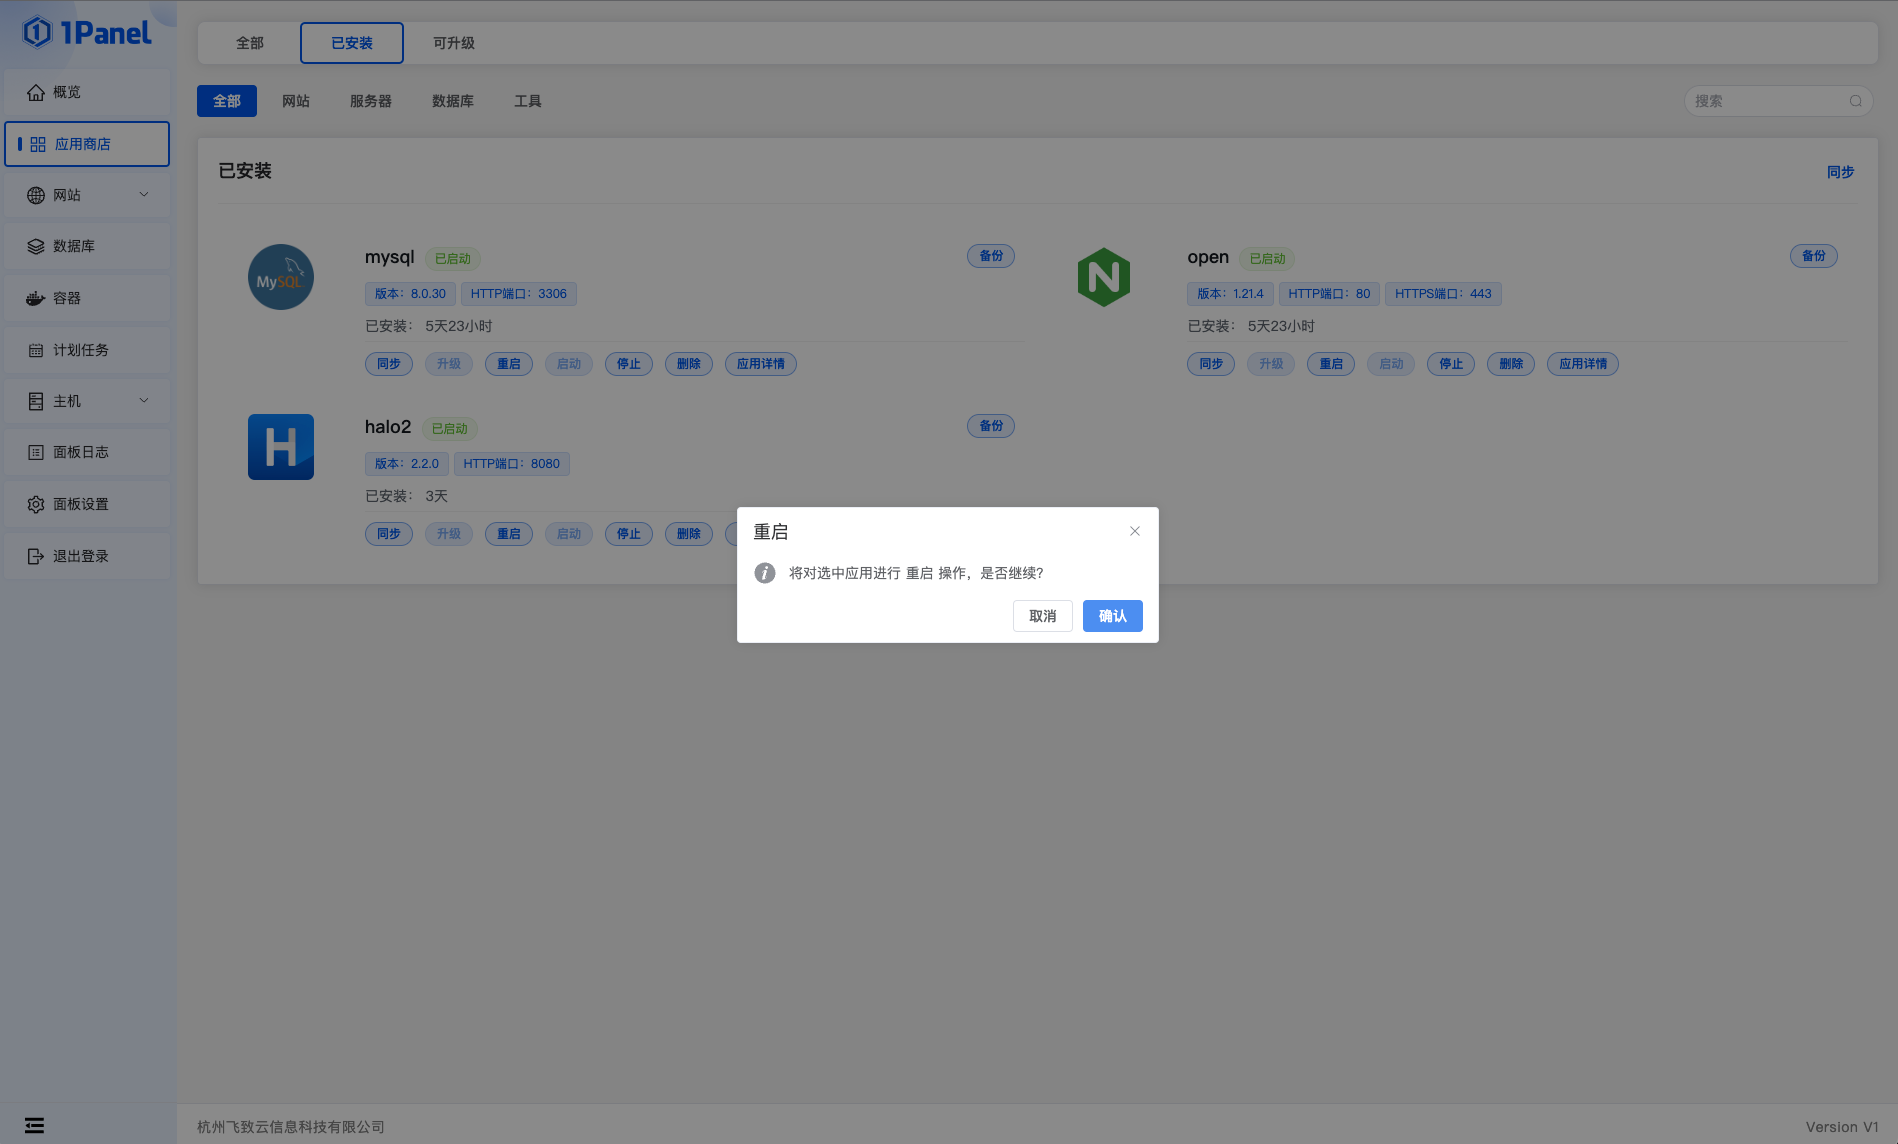 1Panel
概览
应用商店
网站
数据库
容器
计划任务
主机
面板日志
面板设置
退出登录
全部
已安装
可升级
全部
网站
服务器
数据库
工具
搜索
已安装
同步
MySQL
mysql 已启动
备份
版本：8.0.30 HTTP端口：3306
已安装： 5天23小时
同步 升级 重启 启动 停止 删除 应用详情
N
open 已启动
备份
版本：1.21.4 HTTP端口：80 HTTPS端口：443
已安装： 5天23小时
同步 升级 重启 启动 停止 删除 应用详情
H
halo2 已启动
备份
版本：2.2.0 HTTP端口：8080
已安装： 3天
同步 升级 重启 启动 停止 删除
重启
将对选中应用进行 重启 操作，是否继续?
取消 确认
杭州飞致云信息科技有限公司
Version V1